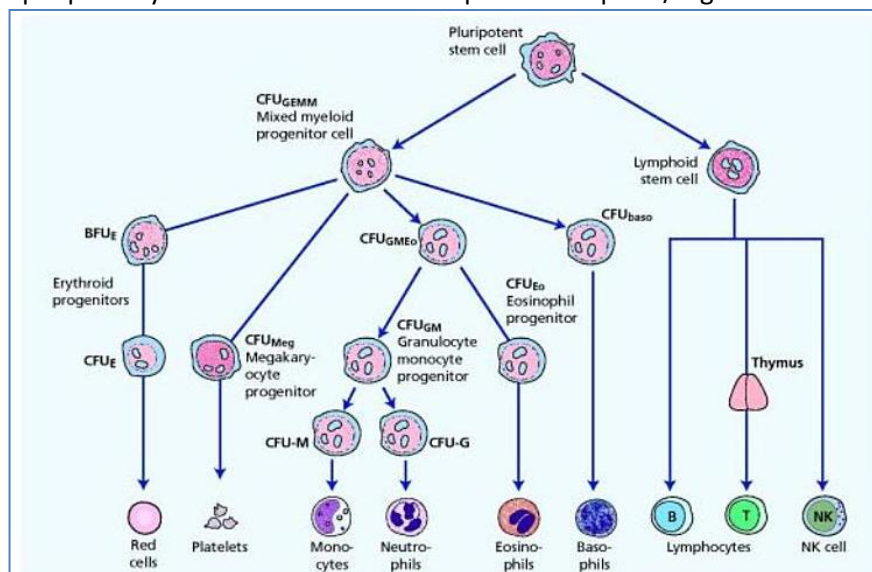 Pluripotent
stem cell
CFUGEMM
Mixed myeloid
progenitor cell
Lymphoid
stem cell
BFUE
CFUGMEo
CFUbaso
Erythroid
progenitors
CFUEo
Eosinophil
progenitor
CFUE
CFUMeg
Megakary-
ocyte
progenitor
CFUGM
Granulocyte
monocyte
progenitor
Thymus
CFU-M
CFU-G
B
T
NK
Red
cells
Platelets
Mono-
cytes
Neutro-
phils
Eosino-
phils
Baso-
phils
Lymphocytes
NK cell